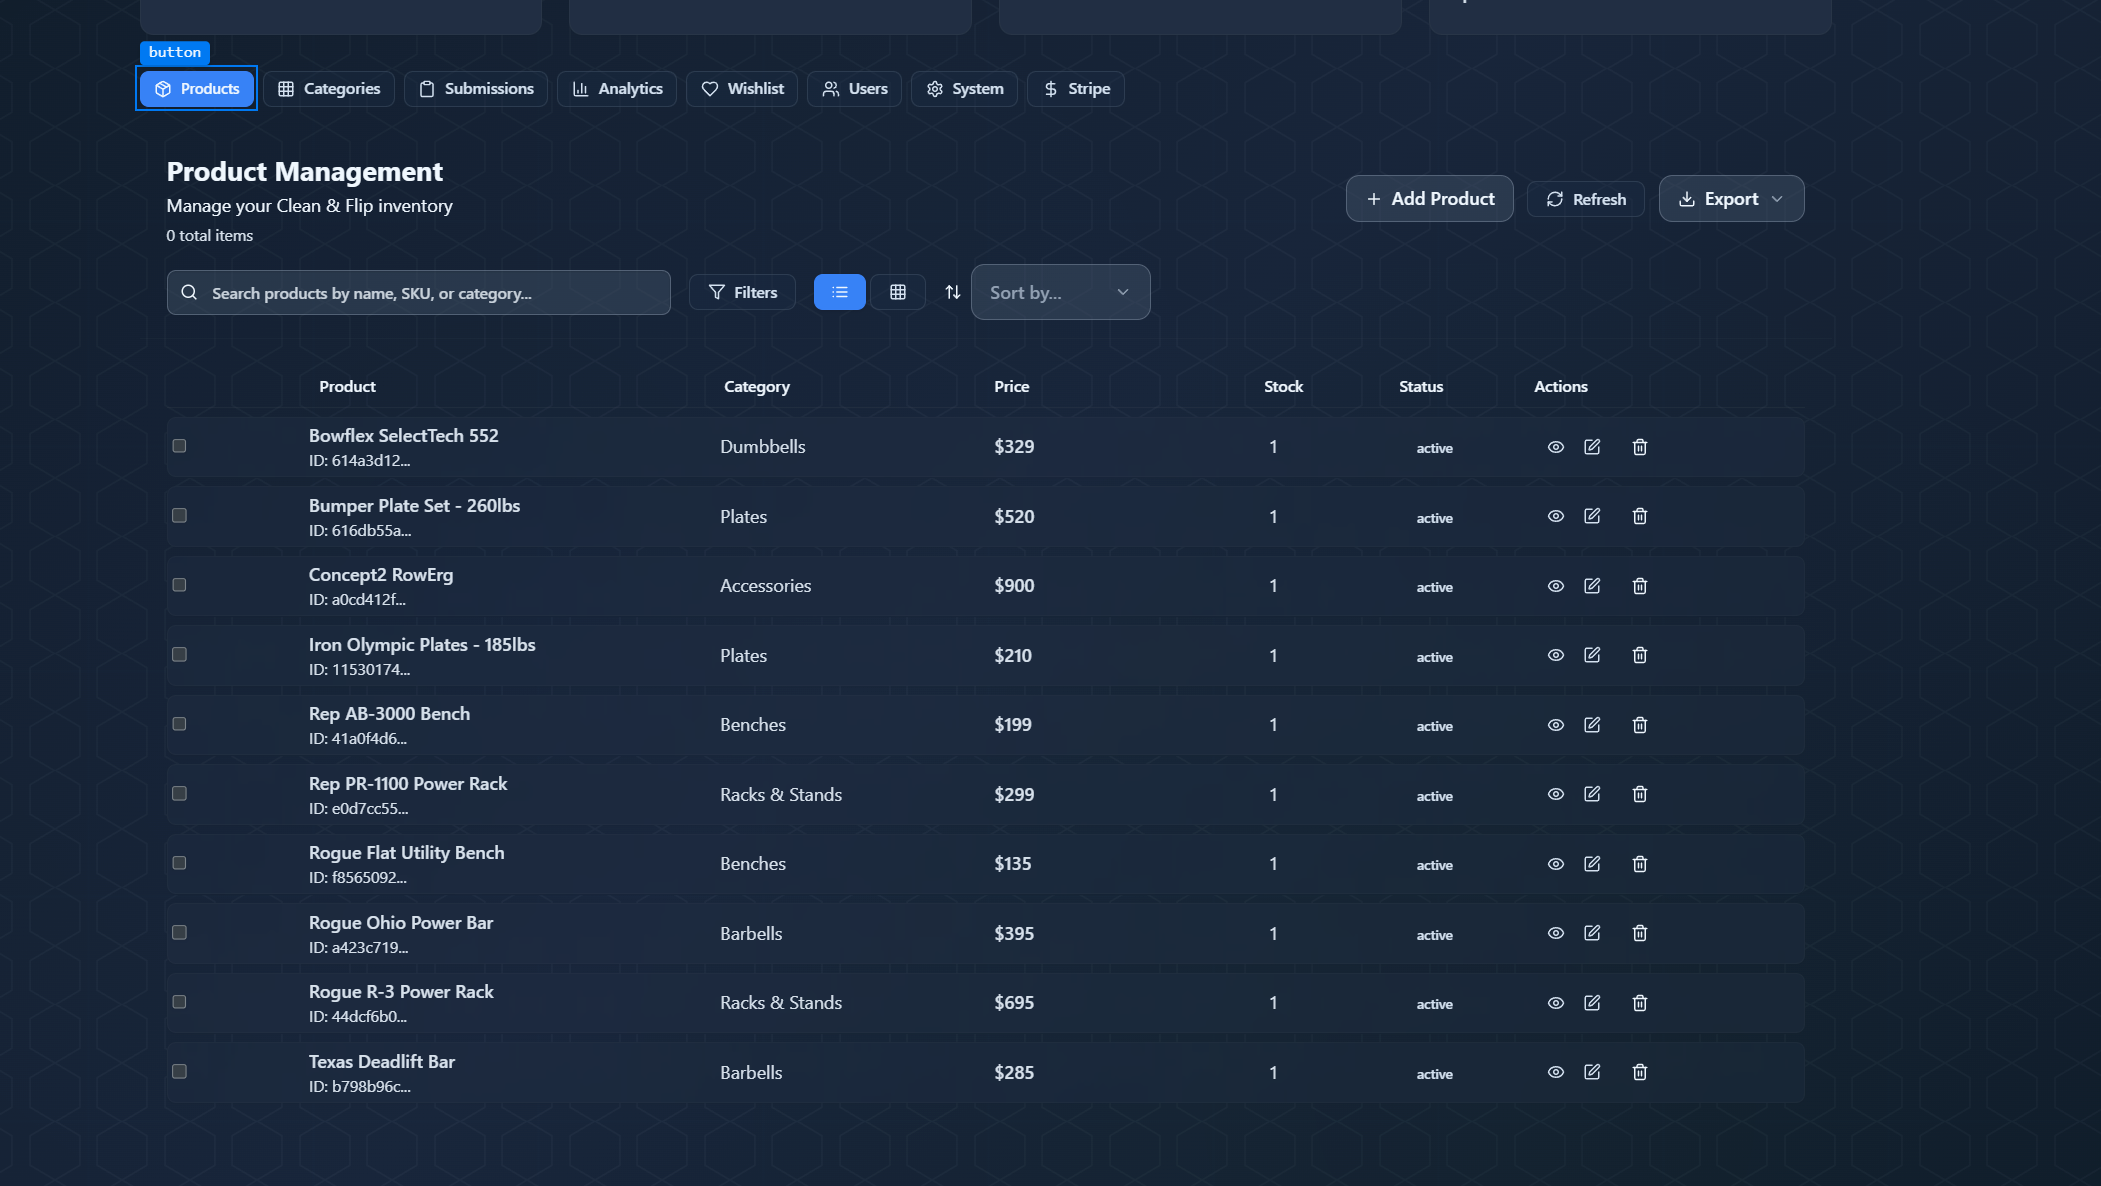 button
Products Categories Submissions Analytics Wishlist Users System Stripe
Product Management
Manage your Clean & Flip inventory
0 total items
Add Product Refresh Export
Search products by name, SKU, or category... Filters Sort by...
Product Category Price Stock Status Actions
Bowflex SelectTech 552
ID: 614a3d12...
Dumbbells $329 1 active
Bumper Plate Set - 260lbs
ID: 616db55a...
Plates $520 1 active
Concept2 RowErg
ID: a0cd412f...
Accessories $900 1 active
Iron Olympic Plates - 185lbs
ID: 11530174...
Plates $210 1 active
Rep AB-3000 Bench
ID: 41a0f4d6...
Benches $199 1 active
Rep PR-1100 Power Rack
ID: e0d7cc55...
Racks & Stands $299 1 active
Rogue Flat Utility Bench
ID: f8565092...
Benches $135 1 active
Rogue Ohio Power Bar
ID: a423c719...
Barbells $395 1 active
Rogue R-3 Power Rack
ID: 44dcf6b0...
Racks & Stands $695 1 active
Texas Deadlift Bar
ID: b798b96c...
Barbells $285 1 active